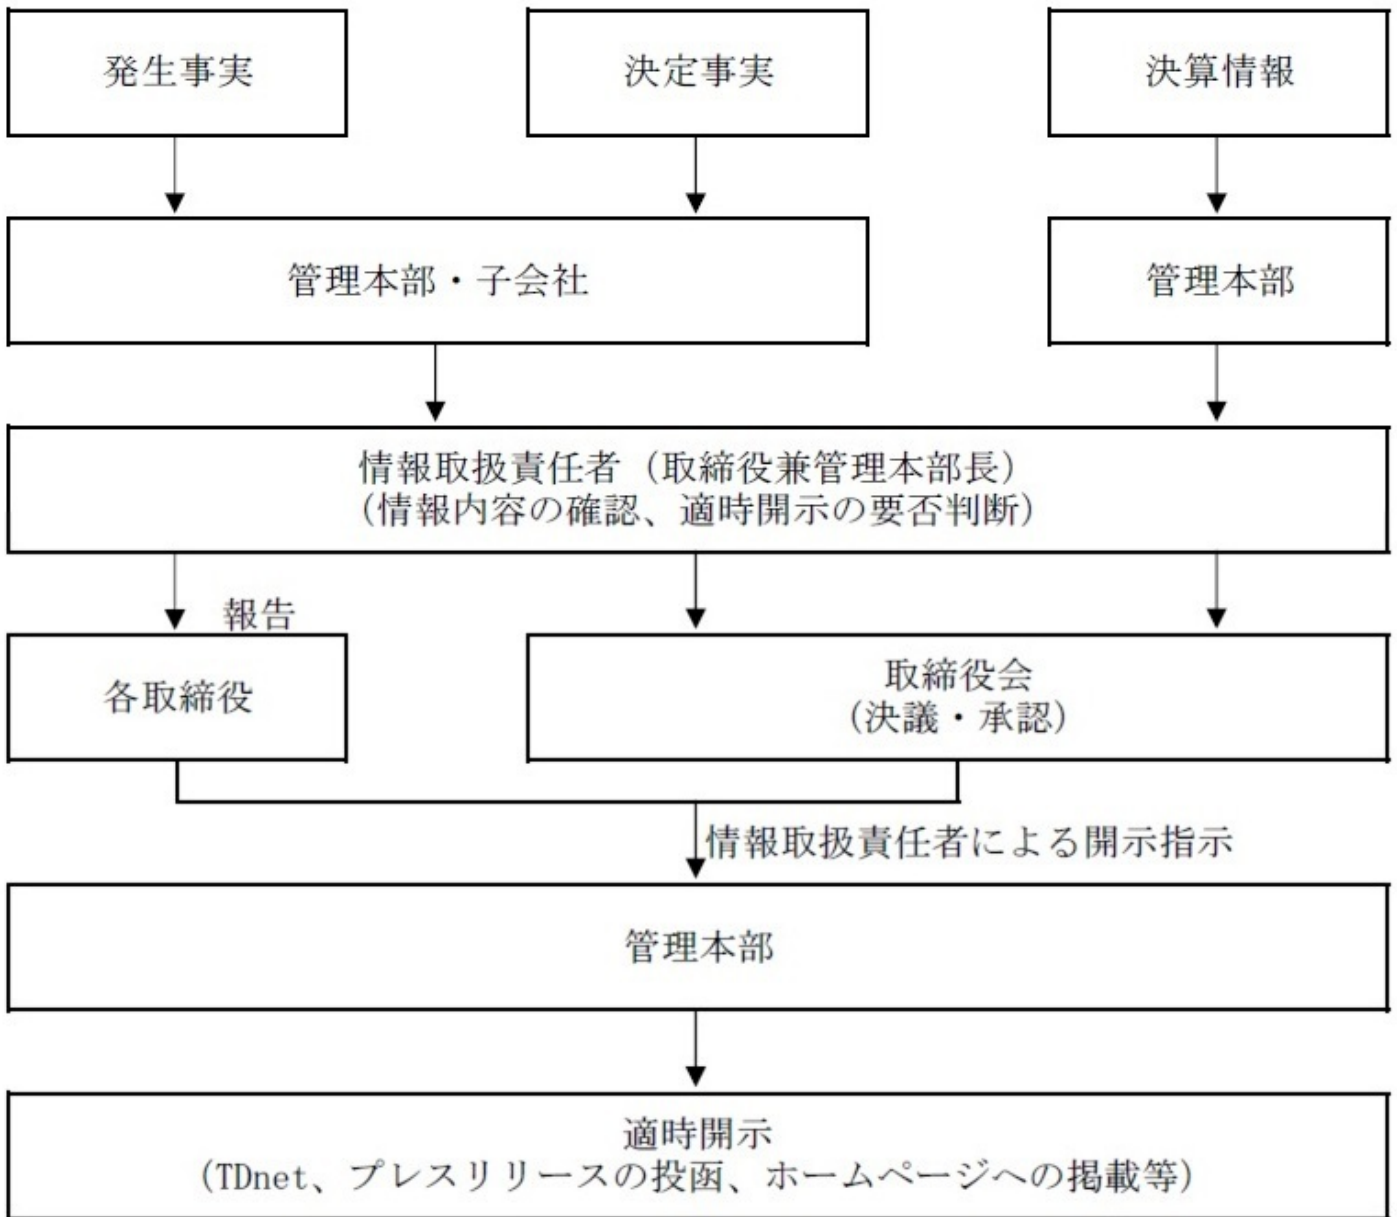 発生事実
決定事実
決算情報
管理本部・子会社
管理本部
情報取扱責任者（取締役兼管理本部長）
（情報内容の確認、適時開示の要否判断）
報告
各取締役
取締役会
（決議・承認）
情報取扱責任者による開示指示
管理本部
適時開示
（TDnet、プレスリリースの投函、ホームページへの掲載等）